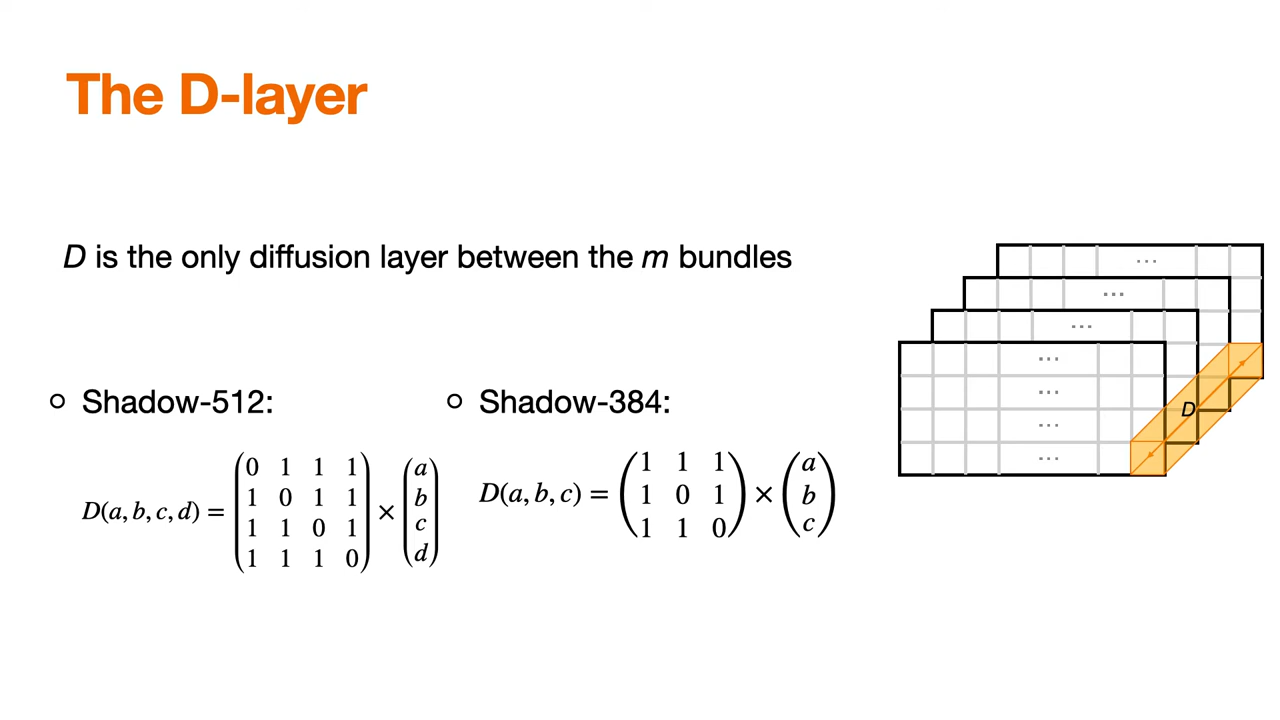 The D-layer
D is the only diffusion layer between the m bundles
Shadow-512:
D(a, b, c, d) = 
0 1 1 1
1 0 1 1
1 1 0 1
1 1 1 0
×
a
b
c
d
Shadow-384:
D(a, b, c) = 
1 1 1
1 0 1
1 1 0
×
a
b
c
...
...
...
...
...
...
...
D